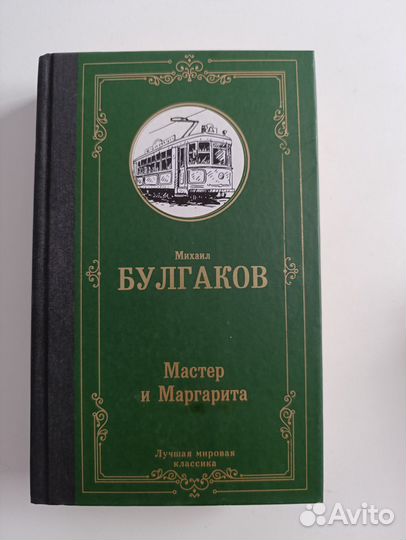 Михаил
БУЛГАКОВ
Мастер
и Маргарита
Лучшая мировая
классика
Avito